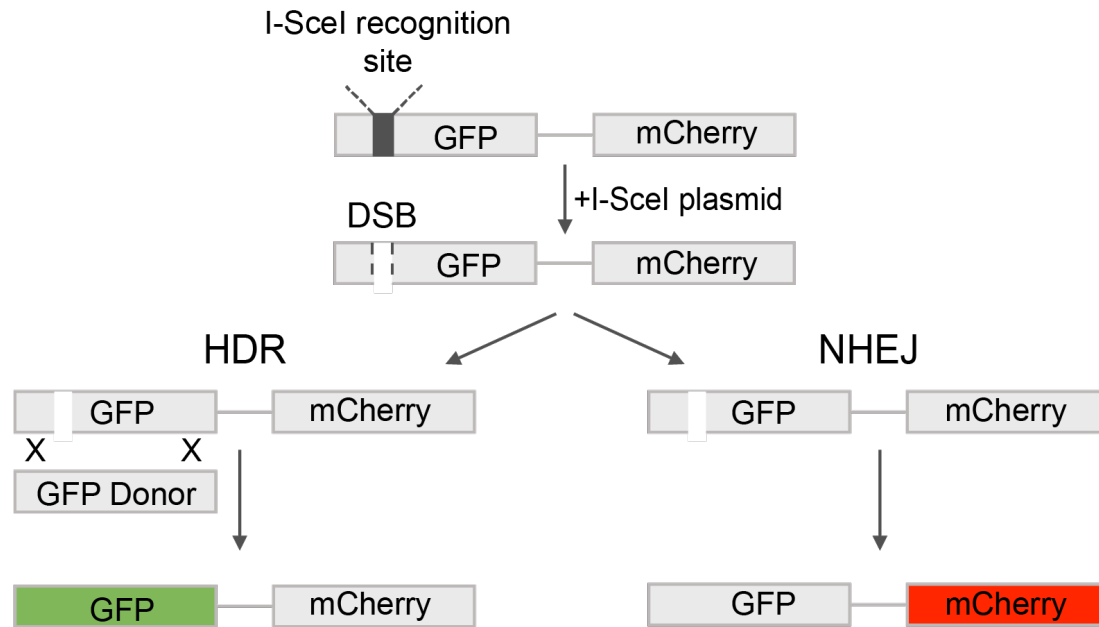 I-SceI recognition
site
GFP mCherry
+I-SceI plasmid
DSB
GFP mCherry
HDR NHEJ
GFP mCherry GFP mCherry
X X
GFP Donor
GFP mCherry GFP mCherry